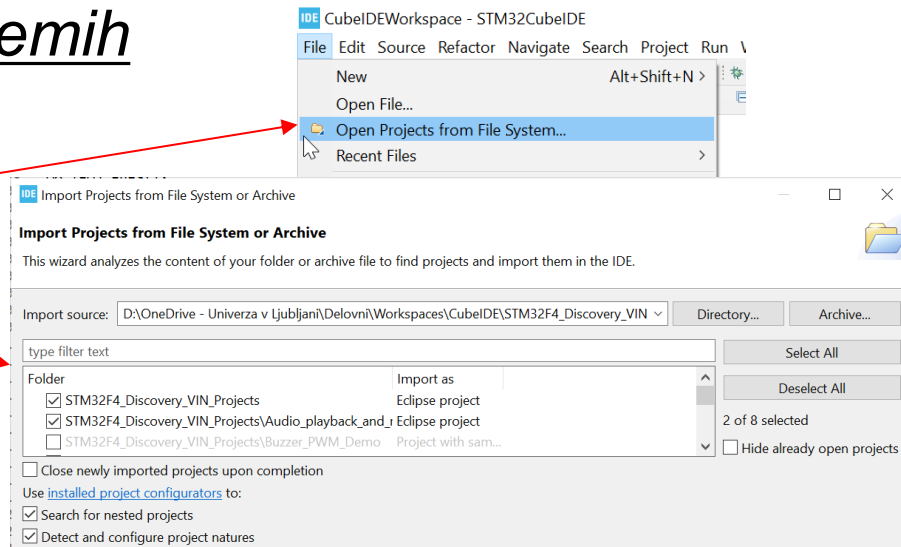 emih
IDE CubeIDEWorkspace - STM32CubeIDE
File Edit Source Refactor Navigate Search Project Run
New Alt+Shift+N >
Open File...
Open Projects from File System...
Recent Files >
IDE Import Projects from File System or Archive
Import Projects from File System or Archive
This wizard analyzes the content of your folder or archive file to find projects and import them in the IDE.
Import source: D:\OneDrive - Univerza v Ljubljani\Delovni\Workspaces\CubeIDE\STM32F4_Discovery_VIN Directory... Archive...
type filter text Select All
Folder Import as
Deselect All
STM32F4_Discovery_VIN_Projects Eclipse project
STM32F4_Discovery_VIN_Projects\Audio_playback_and_r Eclipse project 2 of 8 selected
STM32F4_Discovery_VIN_Projects\Buzzer_PWM_Demo Project with sam...
Hide already open projects
Close newly imported projects upon completion
Use installed project configurators to:
Search for nested projects
Detect and configure project natures